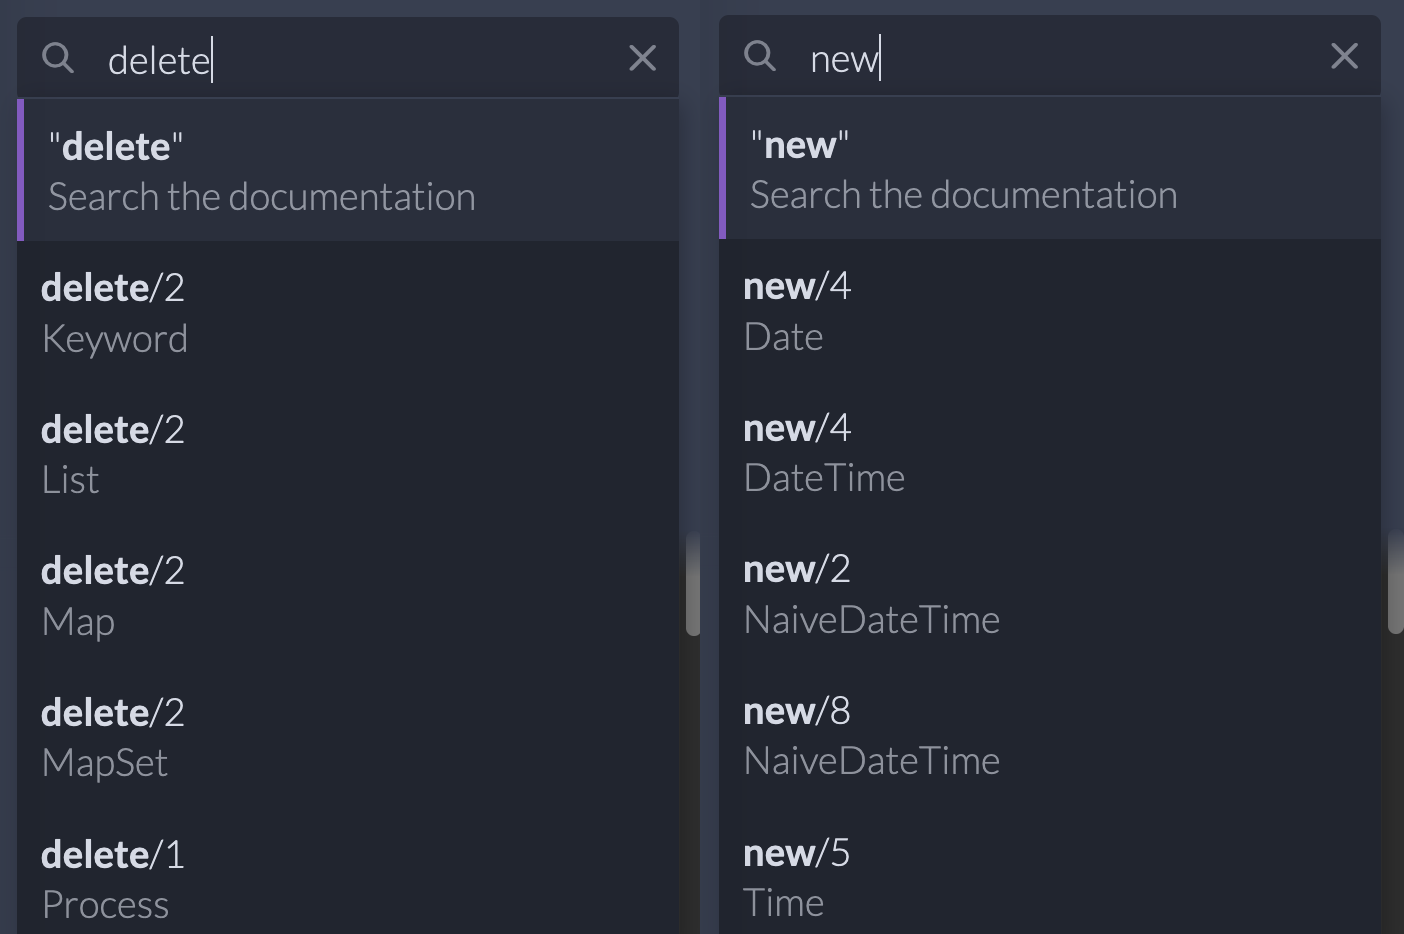 delete
"delete"
Search the documentation
delete/2
Keyword
delete/2
List
delete/2
Map
delete/2
MapSet
delete/1
Process
new
"new"
Search the documentation
new/4
Date
new/4
DateTime
new/2
NaiveDateTime
new/8
NaiveDateTime
new/5
Time